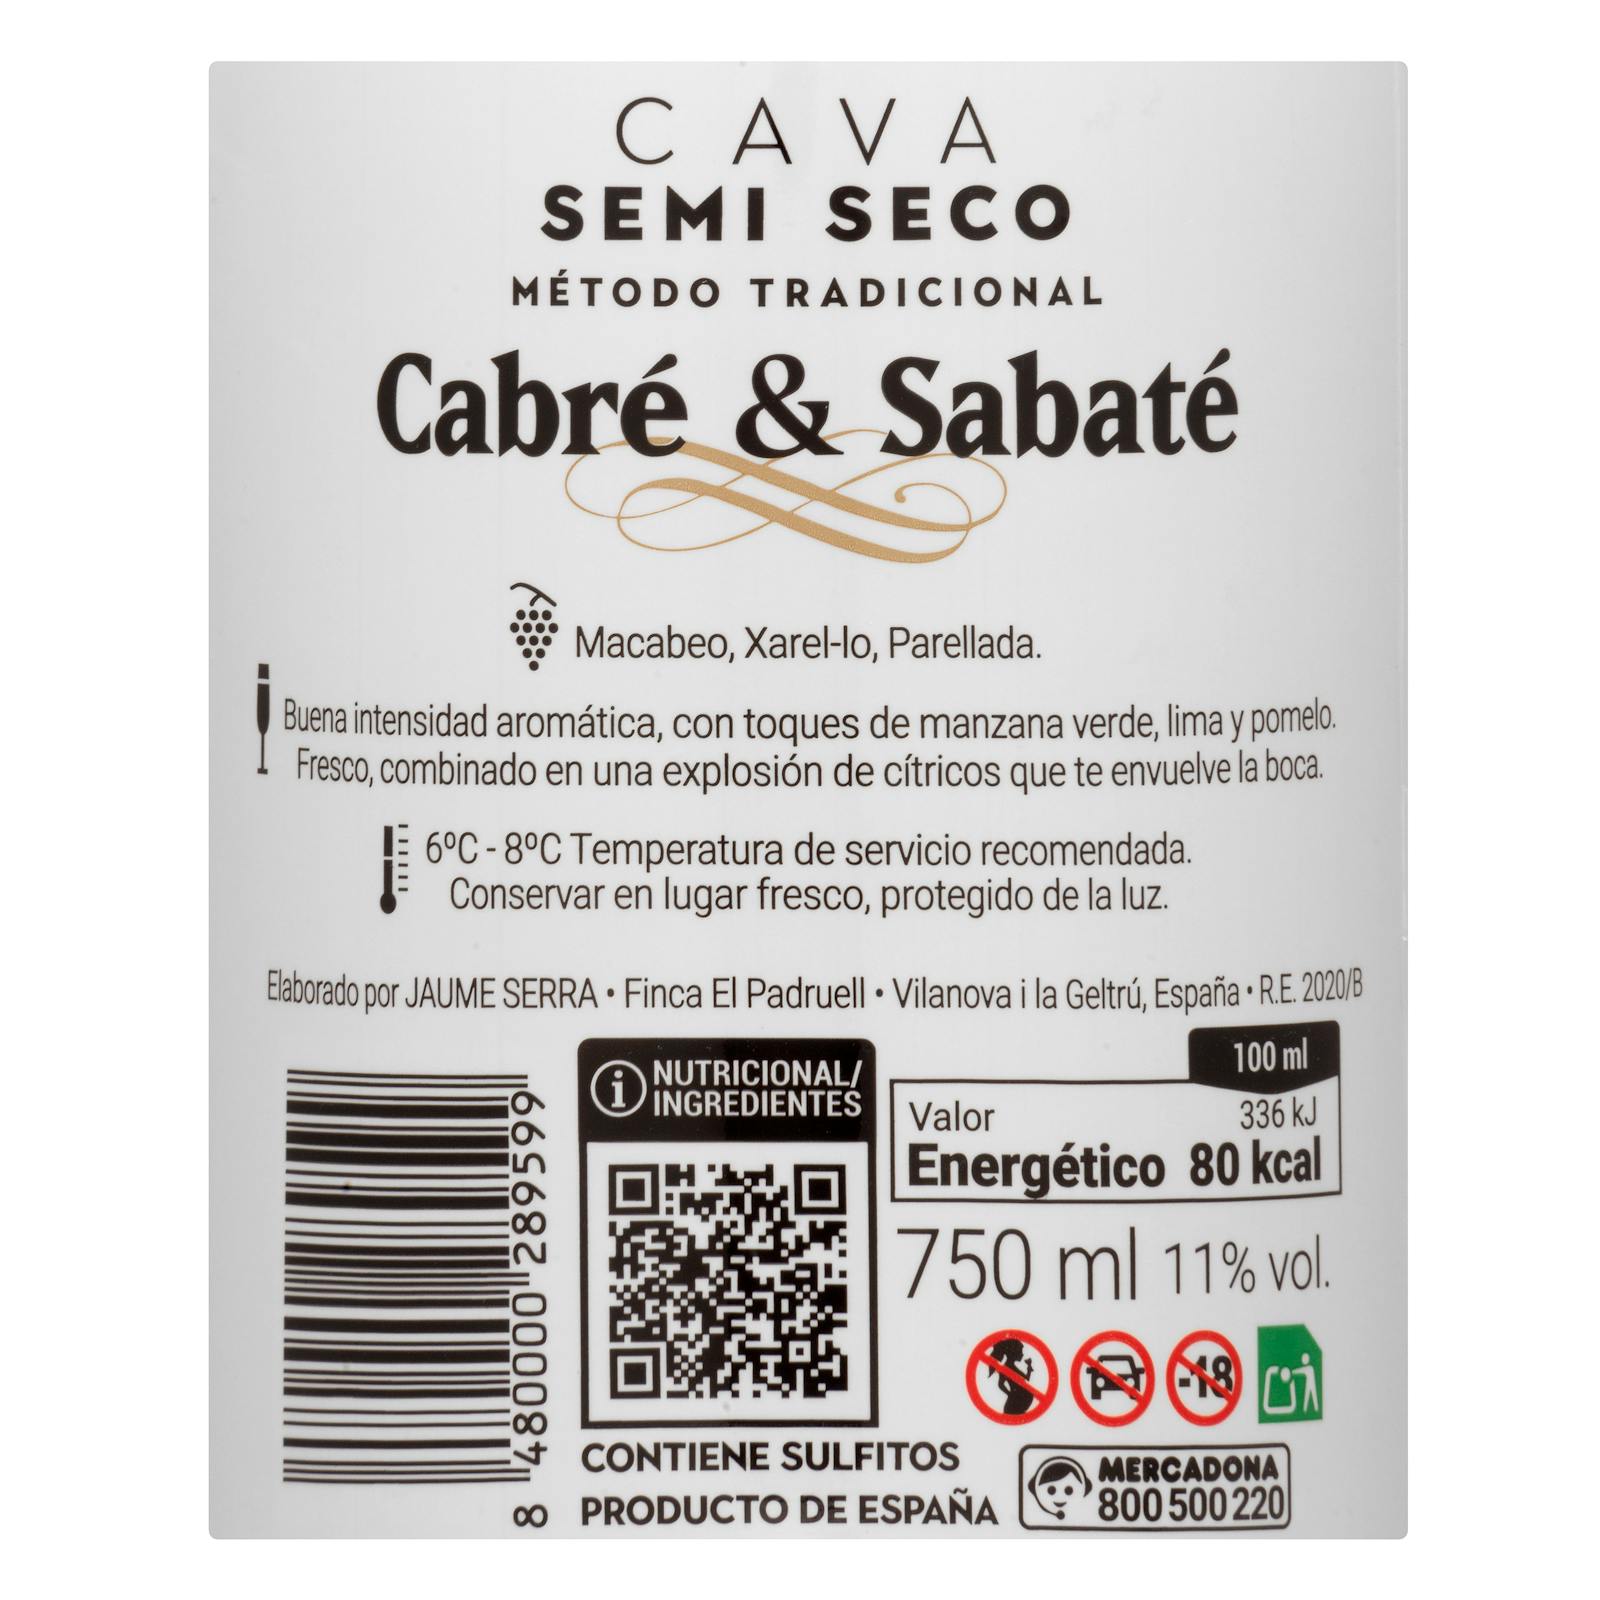 CAVA
SEMI SECO
MÉTODO TRADICIONAL
Cabré & Sabaté
Macabeo, Xarel-lo, Parellada.
Buena intensidad aromática, con toques de manzana verde, lima y pomelo.
Fresco, combinado en una explosión de cítricos que te envuelve la boca.
6ºC - 8ºC Temperatura de servicio recomendada.
Conservar en lugar fresco, protegido de la luz.
Elaborado por JAUME SERRA • Finca El Padruell • Vilanova i la Geltrú, España • R.E. 2020/B
8 480000 289599
NUTRICIONAL/
INGREDIENTES
100 ml
Valor 336 kJ
Energético 80 kcal
750 ml 11% vol.
-18
CONTIENE SULFITOS
PRODUCTO DE ESPAÑA
MERCADONA
800 500 220